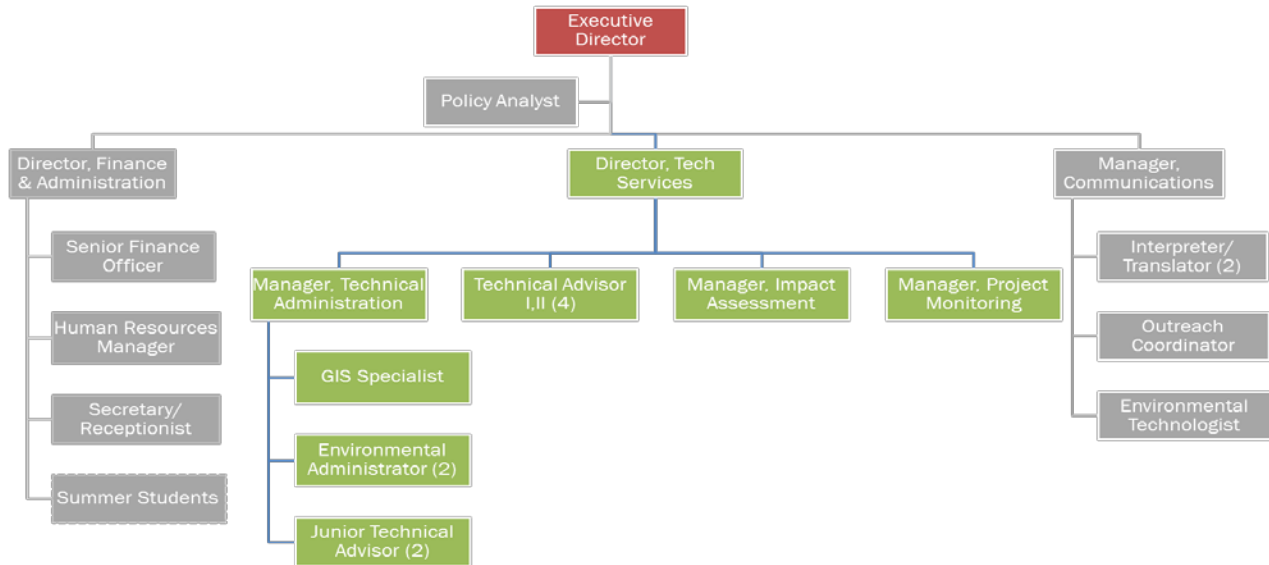 Executive
Director
Policy Analyst
Director, Finance
& Administration
Director, Tech
Services
Manager,
Communications
Senior Finance
Officer
Human Resources
Manager
Secretary/
Receptionist
Summer Students
Manager, Technical
Administration
Technical Advisor
I,II (4)
Manager, Impact
Assessment
Manager, Project
Monitoring
GIS Specialist
Environmental
Administrator (2)
Junior Technical
Advisor (2)
Interpreter/
Translator (2)
Outreach
Coordinator
Environmental
Technologist